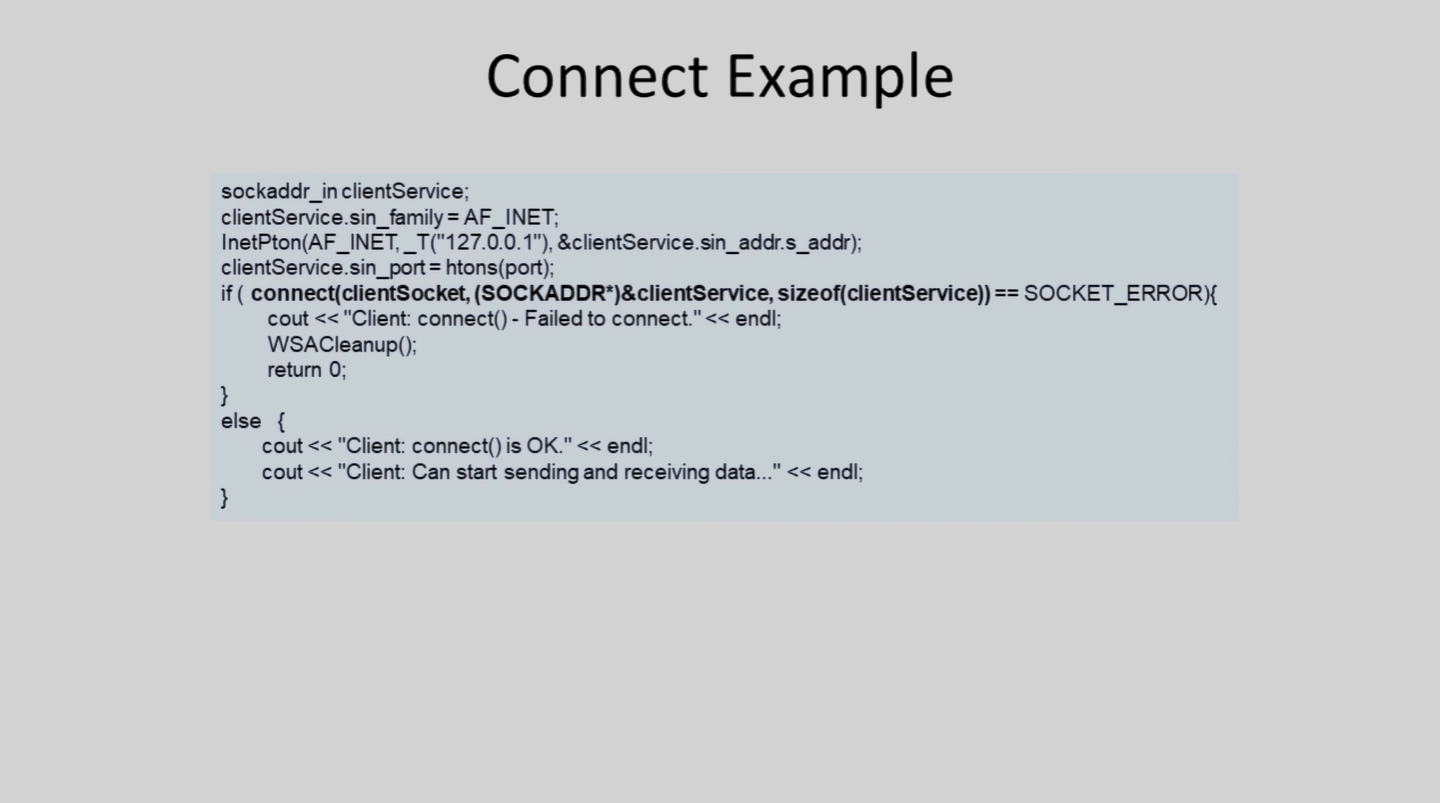 Connect Example
sockaddr_in clientService;
clientService.sin_family = AF_INET;
InetPton(AF_INET, _T("127.0.0.1"), &clientService.sin_addr.s_addr);
clientService.sin_port = htons(port);
if ( connect(clientSocket, (SOCKADDR*)&clientService, sizeof(clientService)) == SOCKET_ERROR){
cout << "Client: connect() - Failed to connect." << endl;
WSACleanup();
return 0;
}
else {
cout << "Client: connect() is OK." << endl;
cout << "Client: Can start sending and receiving data..." << endl;
}